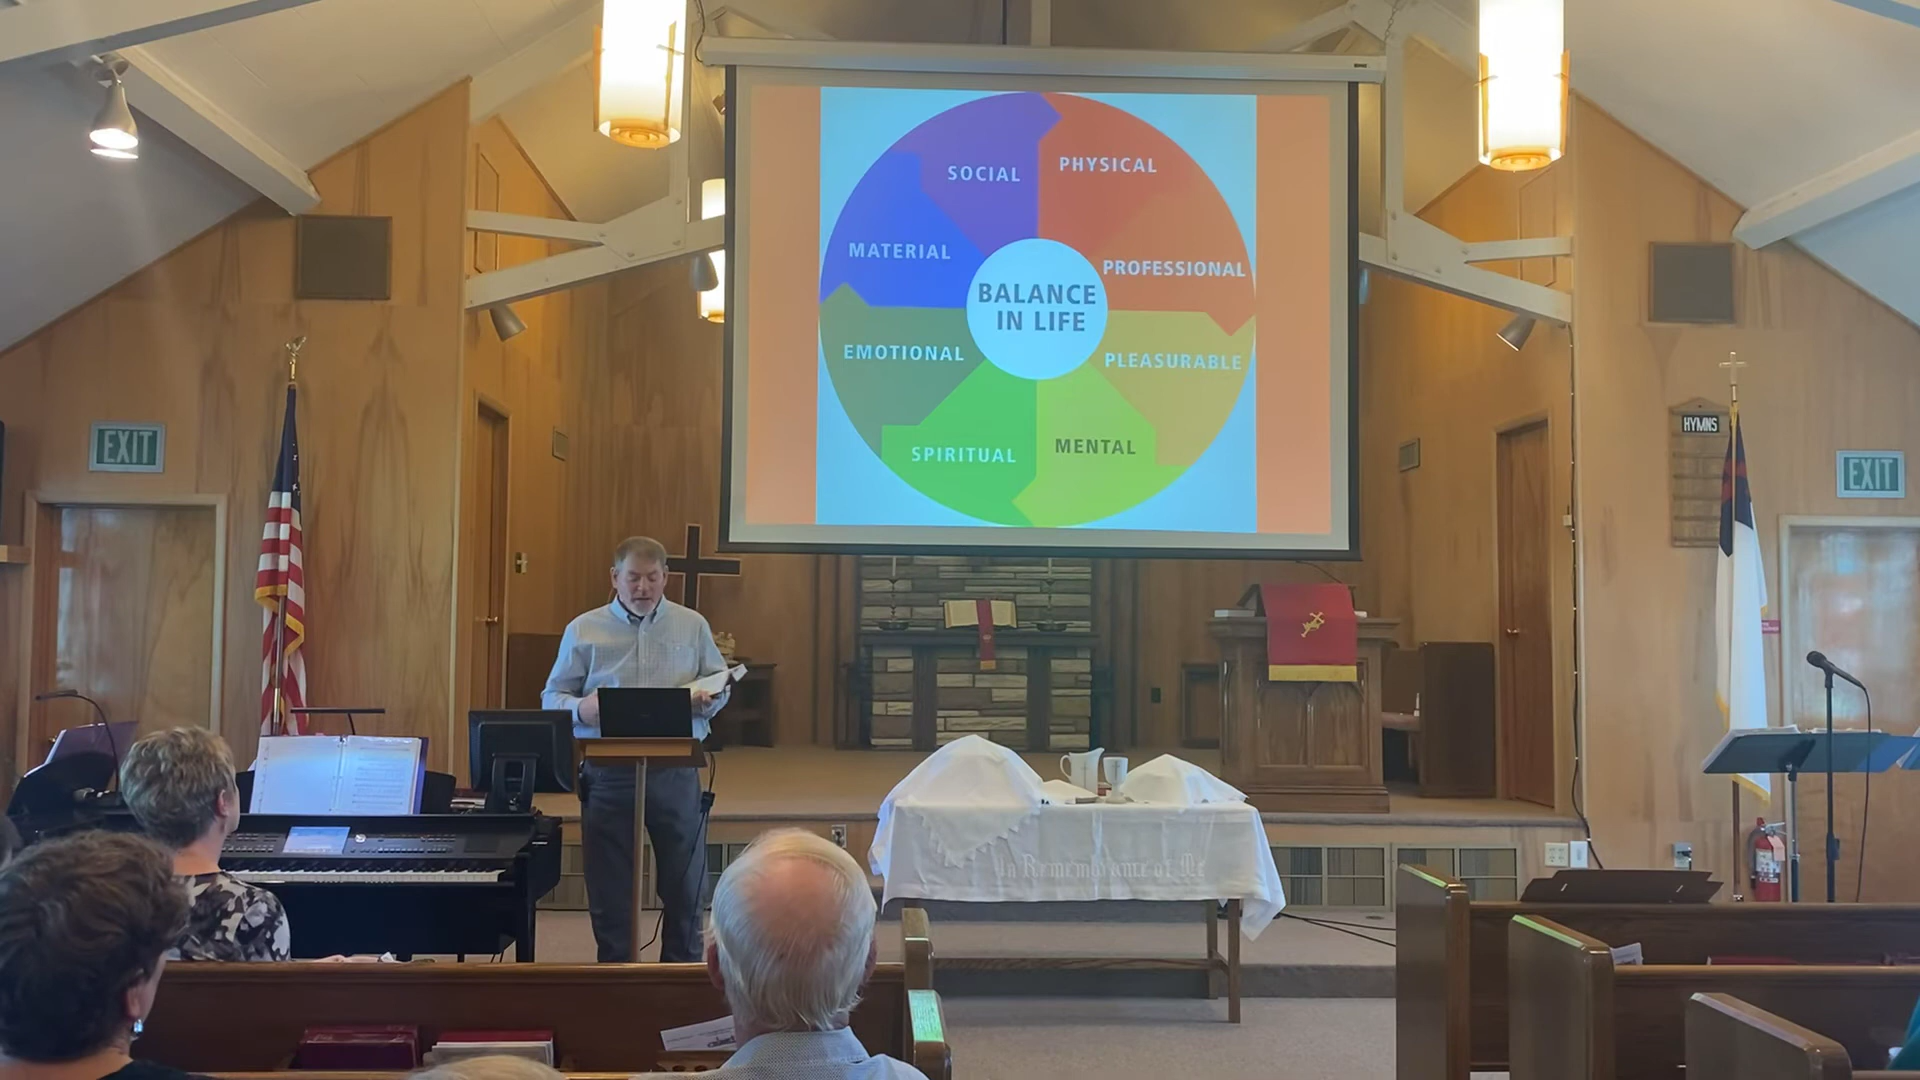 SOCIAL
PHYSICAL
MATERIAL
PROFESSIONAL
BALANCE
IN LIFE
EMOTIONAL
PLEASURABLE
SPIRITUAL
MENTAL
EXIT
HYMNS
EXIT
In Remembrance of Me